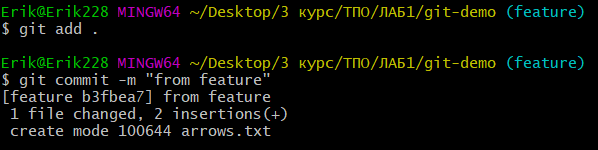 Erik@Erik228 MINGW64 ~/Desktop/3 курс/ТПО/ЛАБ1/git-demo (feature)
$ git add .
Erik@Erik228 MINGW64 ~/Desktop/3 курс/ТПО/ЛАБ1/git-demo (feature)
$ git commit -m "from feature"
[feature b3fbea7] from feature
 1 file changed, 2 insertions(+)
 create mode 100644 arrows.txt